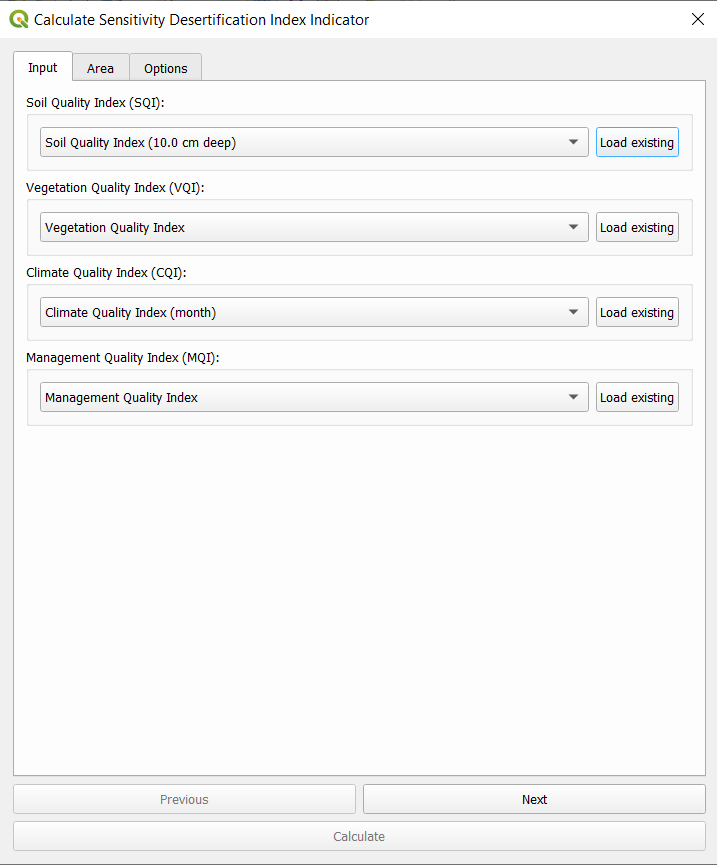 Calculate Sensitivity Desertification Index Indicator
Input Area Options
Soil Quality Index (SQI):
Soil Quality Index (10.0 cm deep) Load existing
Vegetation Quality Index (VQI):
Vegetation Quality Index Load existing
Climate Quality Index (CQI):
Climate Quality Index (month) Load existing
Management Quality Index (MQI):
Management Quality Index Load existing
Previous Next
Calculate